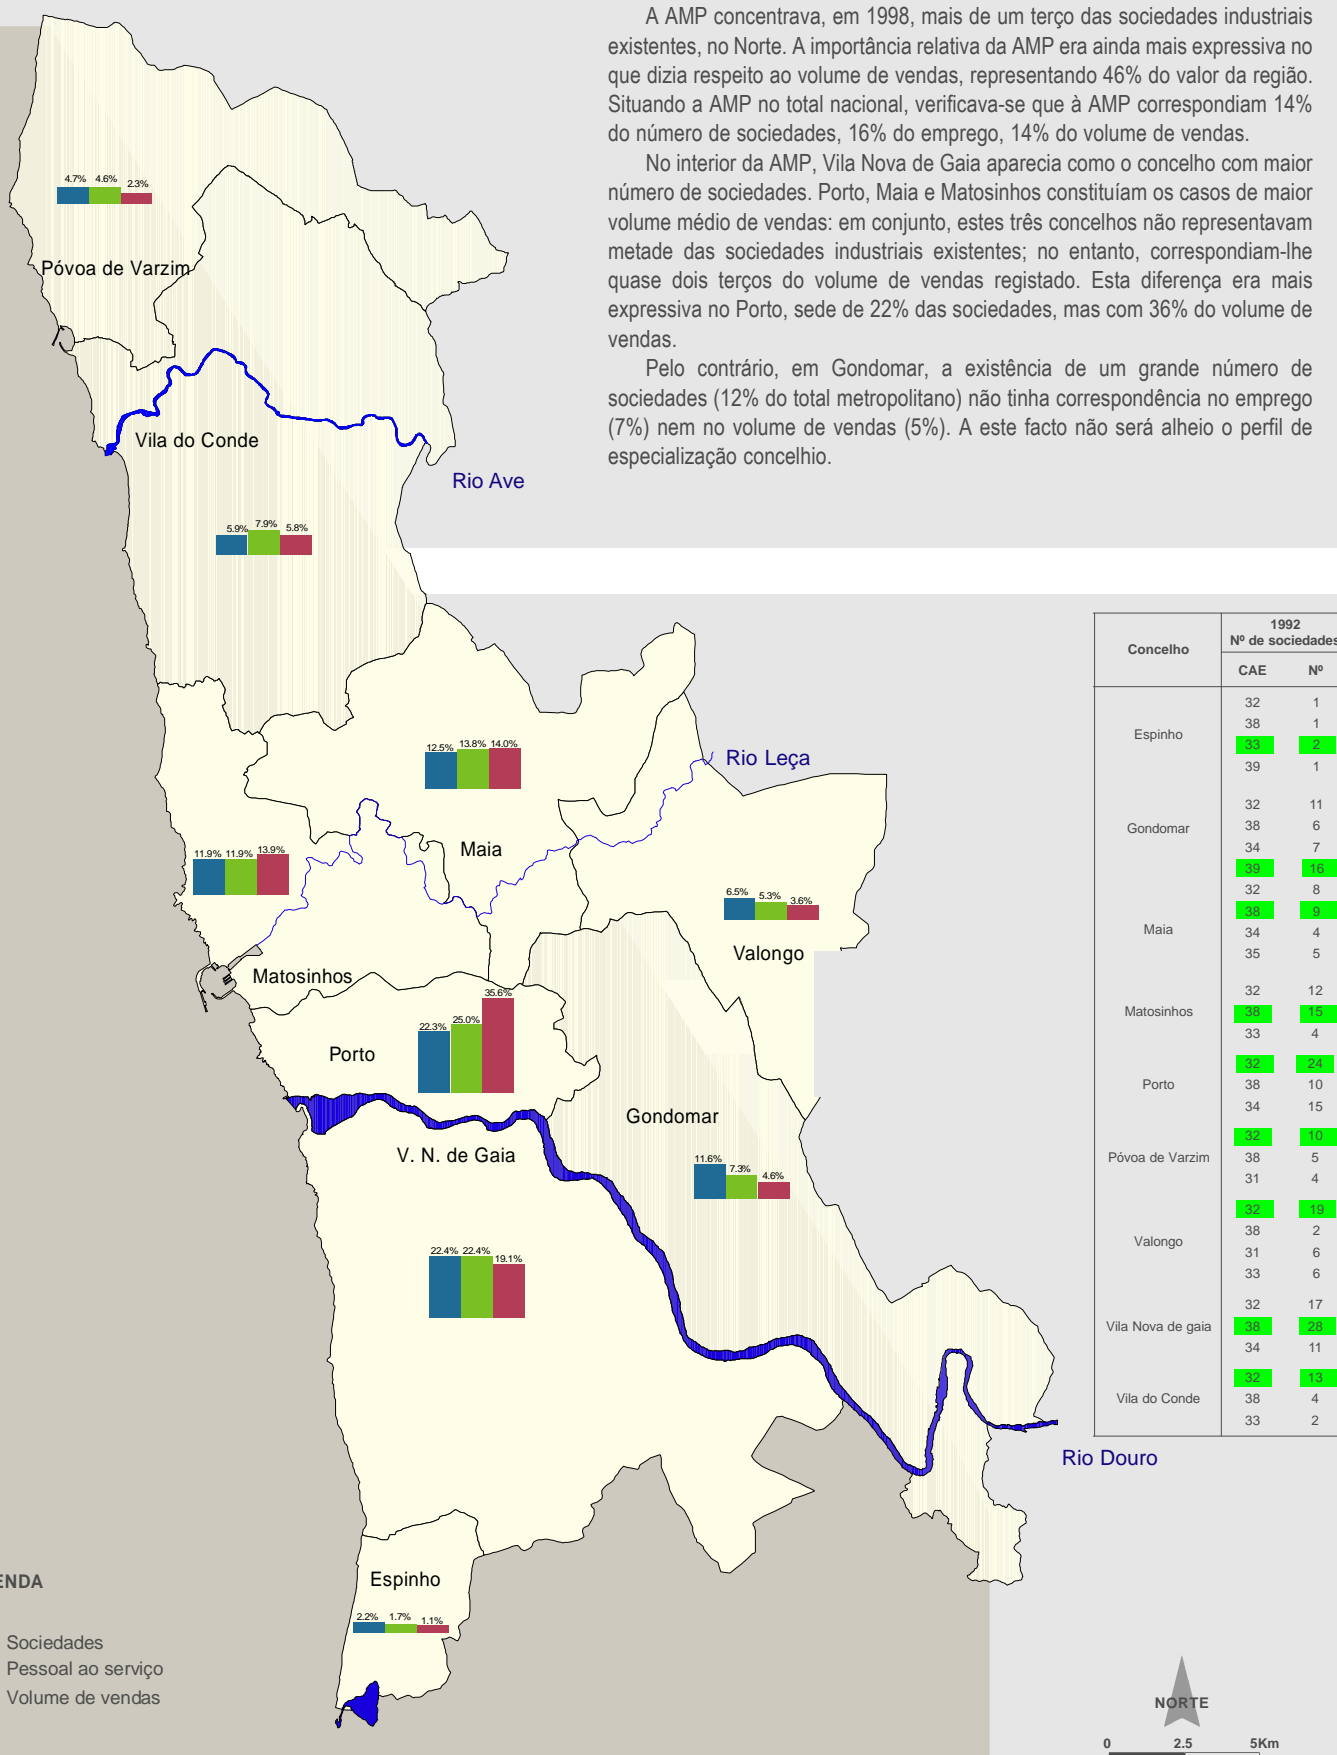 A AMP concentrava, em 1998, mais de um terço das sociedades industriais
existentes, no Norte. A importância relativa da AMP era ainda mais expressiva no
que dizia respeito ao volume de vendas, representando 46% do valor da região.
Situando a AMP no total nacional, verificava-se que à AMP correspondiam 14%
do número de sociedades, 16% do emprego, 14% do volume de vendas.
No interior da AMP, Vila Nova de Gaia aparecia como o concelho com maior
número de sociedades. Porto, Maia e Matosinhos constituíam os casos de maior
volume médio de vendas: em conjunto, estes três concelhos não representavam
metade das sociedades industriais existentes; no entanto, correspondiam-lhe
quase dois terços do volume de vendas registado. Esta diferença era mais
expressiva no Porto, sede de 22% das sociedades, mas com 36% do volume de
vendas.
Pelo contrário, em Gondomar, a existência de um grande número de
sociedades (12% do total metropolitano) não tinha correspondência no emprego
(7%) nem no volume de vendas (5%). A este facto não será alheio o perfil de
especialização concelhio.
4.7% 4.6% 2.3%
Póvoa de Varzim
Vila do Conde
Rio Ave
5.9% 7.9% 5.8%
12.5% 13.8% 14.0%
Rio Leça
Maia
11.9% 11.9% 13.9%
6.5% 5.3% 3.6%
Valongo
Matosinhos
22.3% 25.0% 35.6%
Porto
Gondomar
V. N. de Gaia
11.6% 7.3% 4.6%
22.4% 22.4% 19.1%
Rio Douro
Espinho
2.2% 1.7% 1.1%
Concelho
1992
Nº de sociedades
CAE Nº
Espinho
32 1
38 1
33 2
39 1
Gondomar
32 11
38 6
34 7
39 16
Maia
32 8
38 9
34 4
35 5
Matosinhos
32 12
38 15
33 4
Porto
32 24
38 10
34 15
Póvoa de Varzim
32 10
38 5
31 4
Valongo
32 19
38 2
31 6
33 6
Vila Nova de gaia
32 17
38 28
34 11
Vila do Conde
32 13
38 4
33 2
ENDA
Sociedades
Pessoal ao serviço
Volume de vendas
NORTE
0 2.5 5Km